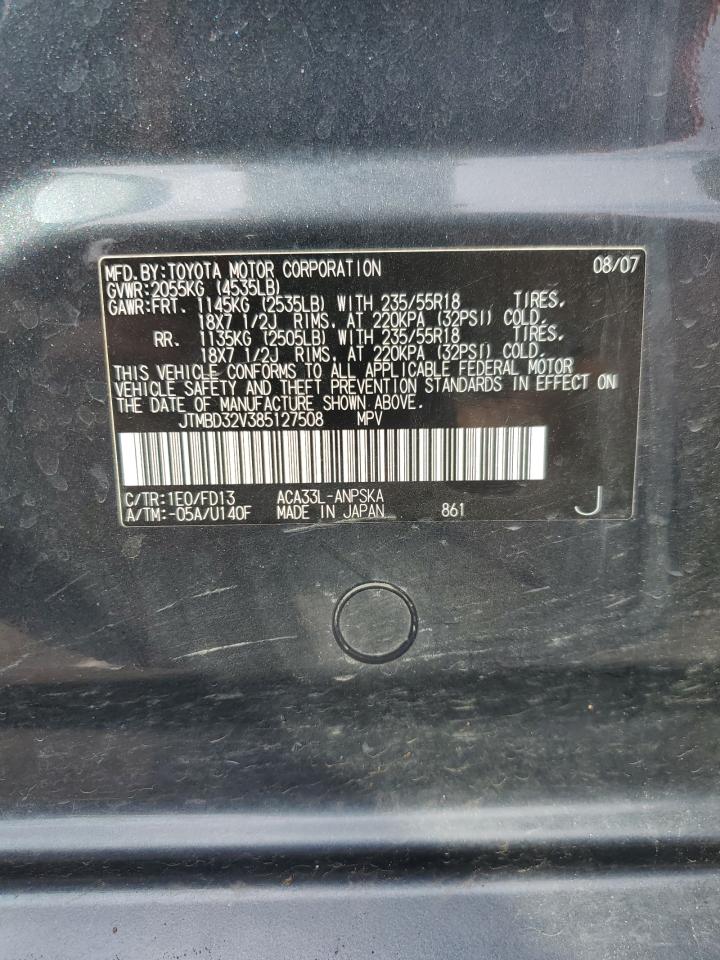 MFD.BY:TOYOTA MOTOR CORPORATION 08/07
GVWR:2055KG (4535LB)
GAWR:FRT. 1145KG (2535LB) WITH 235/55R18 TIRES,
18X7 1/2J RIMS. AT 220KPA (32PSI) COLD.
RR. 1135KG (2505LB) WITH 235/55R18 TIRES,
18X7 1/2J RIMS. AT 220KPA (32PSI) COLD.
THIS VEHICLE CONFORMS TO ALL APPLICABLE FEDERAL MOTOR
VEHICLE SAFETY AND THEFT PREVENTION STANDARDS IN EFFECT ON
THE DATE OF MANUFACTURE SHOWN ABOVE.
JTMBD32V385127508 MPV
C/TR:1E0/FD13 ACA33L-ANPSKA
A/TM:-05A/U140F MADE IN JAPAN 861 J